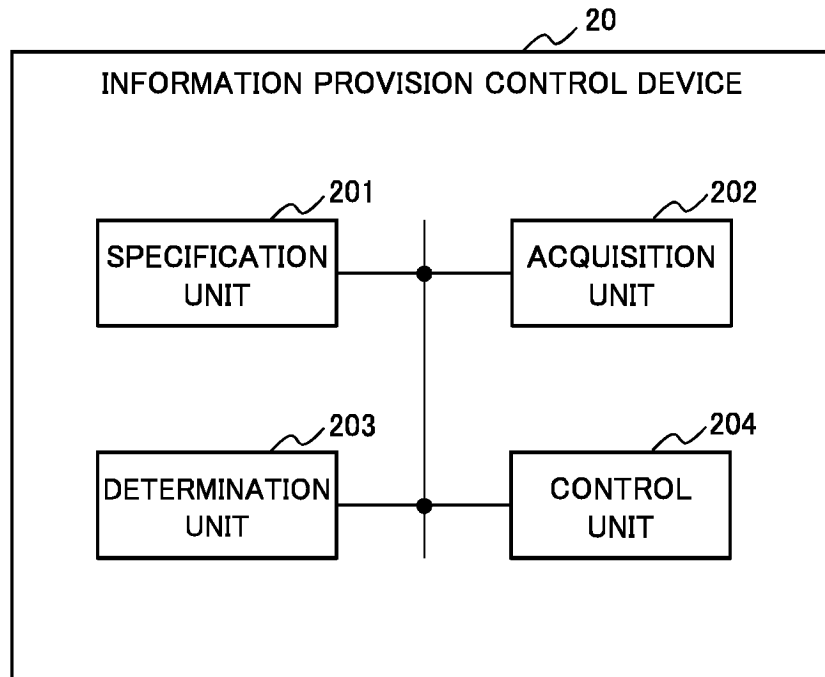 20
INFORMATION PROVISION CONTROL DEVICE
201
SPECIFICATION
UNIT
202
ACQUISITION
UNIT
203
DETERMINATION
UNIT
204
CONTROL
UNIT